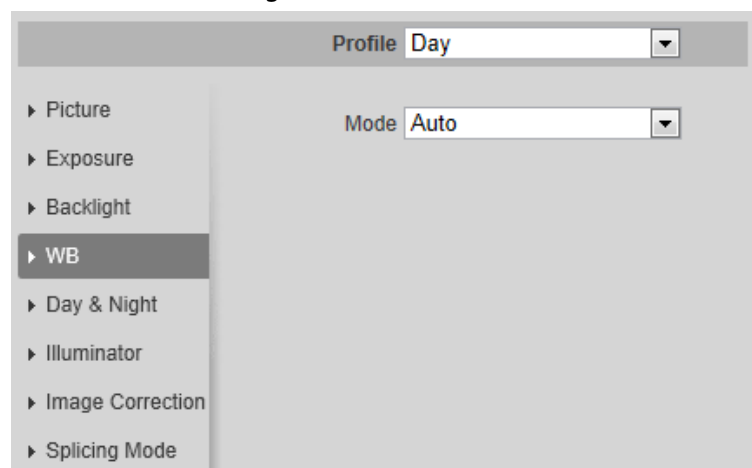 Profile Day
Picture
Mode Auto
Exposure
Backlight
WB
Day & Night
Illuminator
Image Correction
Splicing Mode